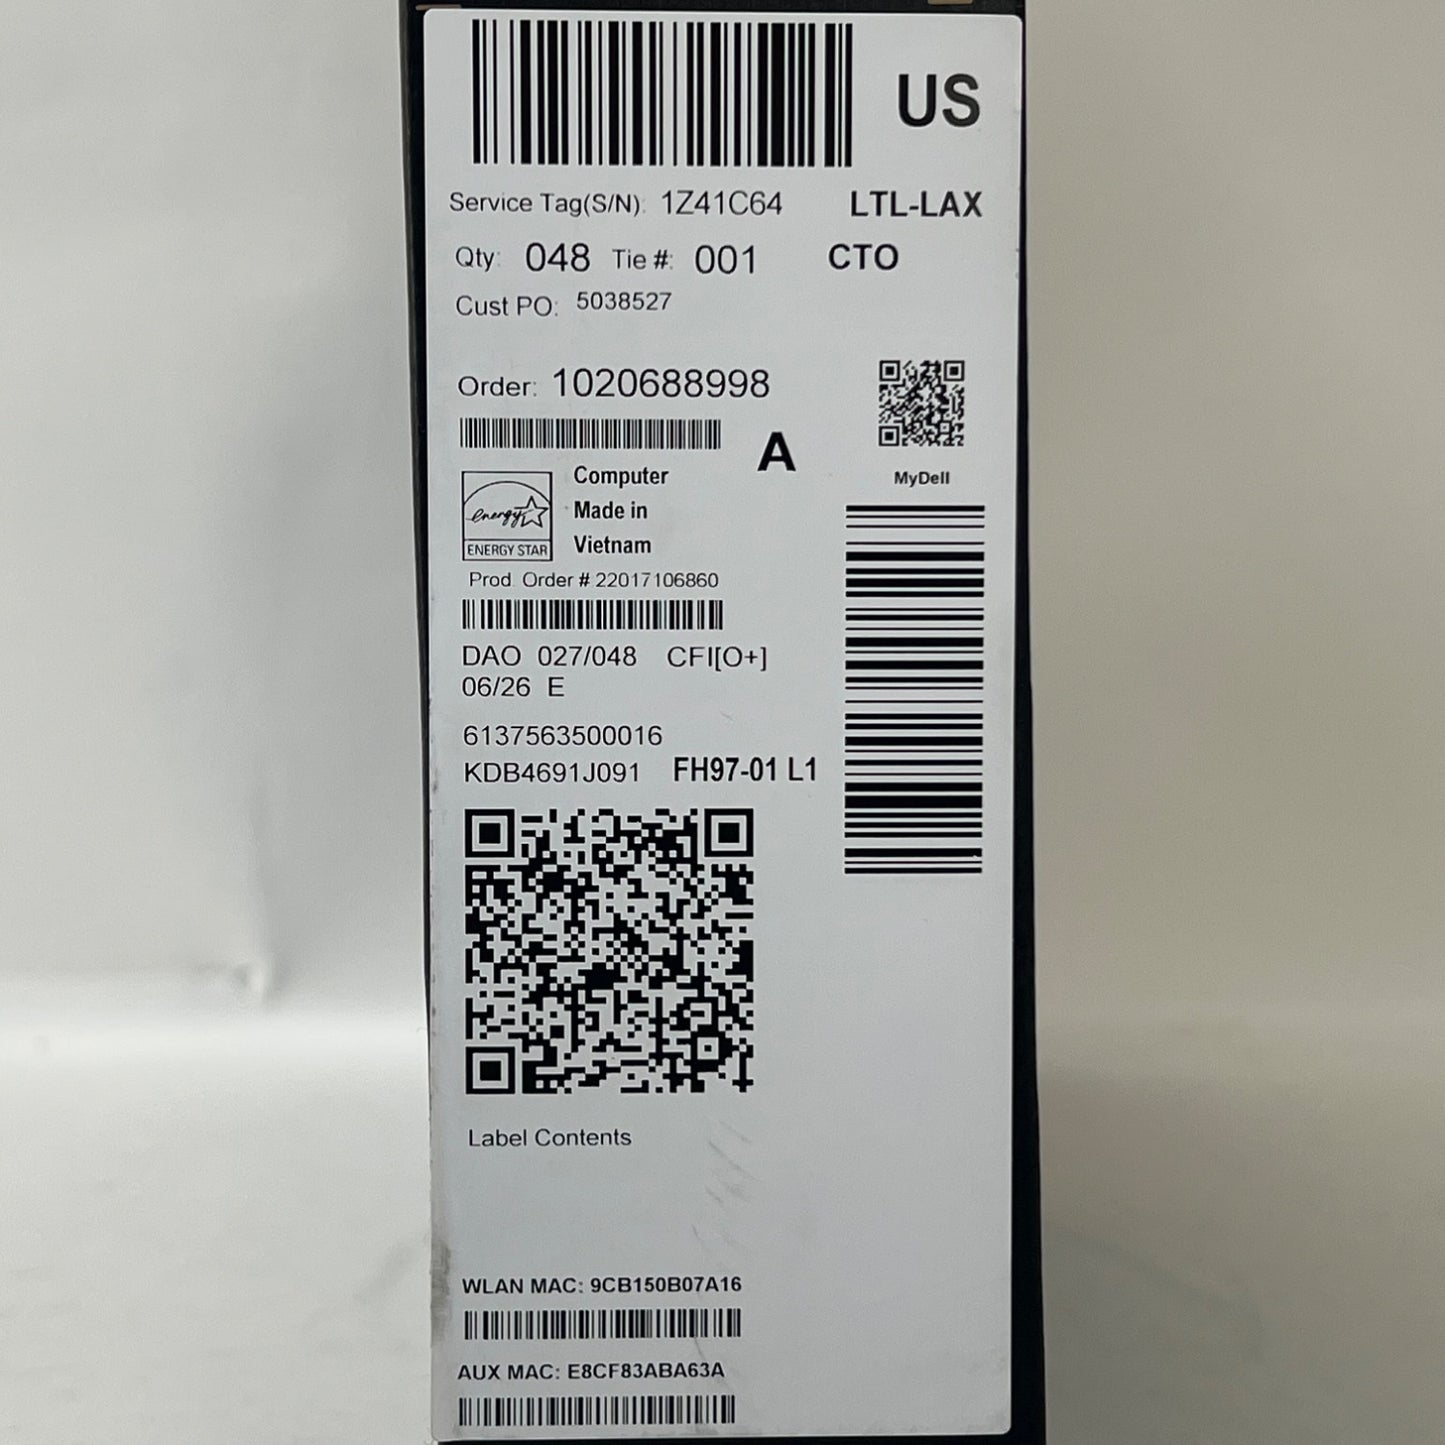 US
Service Tag(S/N): 1Z41C64 LTL-LAX
Qty: 048 Tie #: 001 CTO
Cust PO: 5038527
Order: 1020688998
A
MyDell
energy
ENERGY STAR
Computer
Made in
Vietnam
Prod. Order # 22017106860
DAO 027/048 CFI[O+]
06/26 E
6137563500016
KDB4691J091 FH97-01 L1
Label Contents
WLAN MAC: 9CB150B07A16
AUX MAC: E8CF83ABA63A